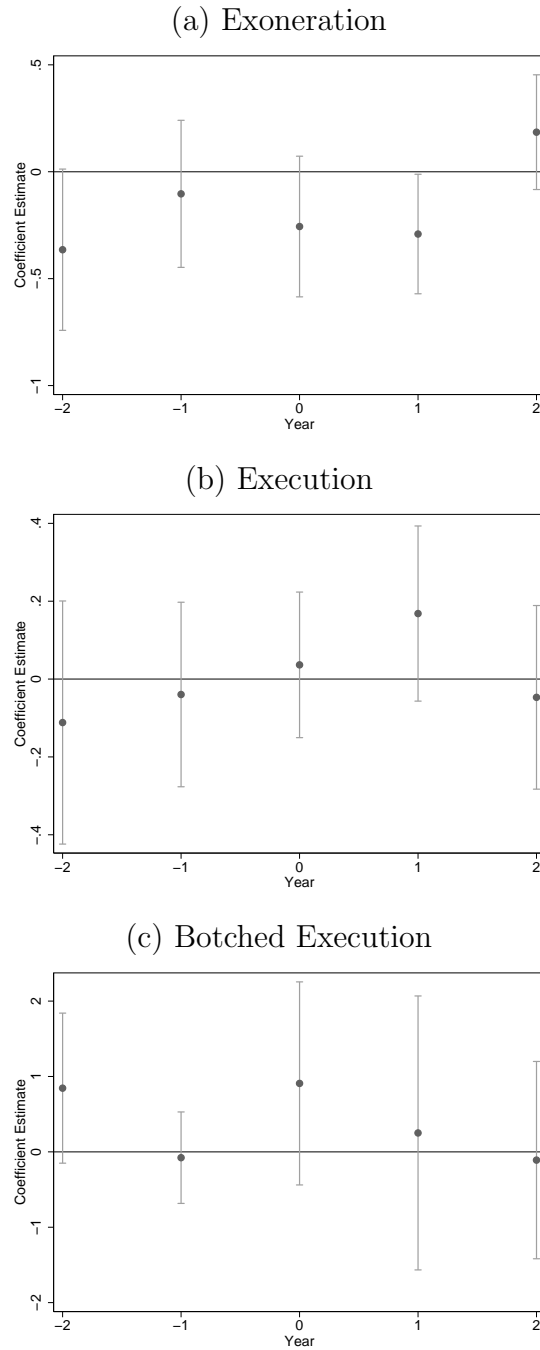 (a) Exoneration
.5
0
−.5
−1
Coefficient Estimate
−2 −1 0 1 2
Year
(b) Execution
.4
.2
0
−.2
−.4
Coefficient Estimate
−2 −1 0 1 2
Year
(c) Botched Execution
2
1
0
−1
−2
Coefficient Estimate
−2 −1 0 1 2
Year